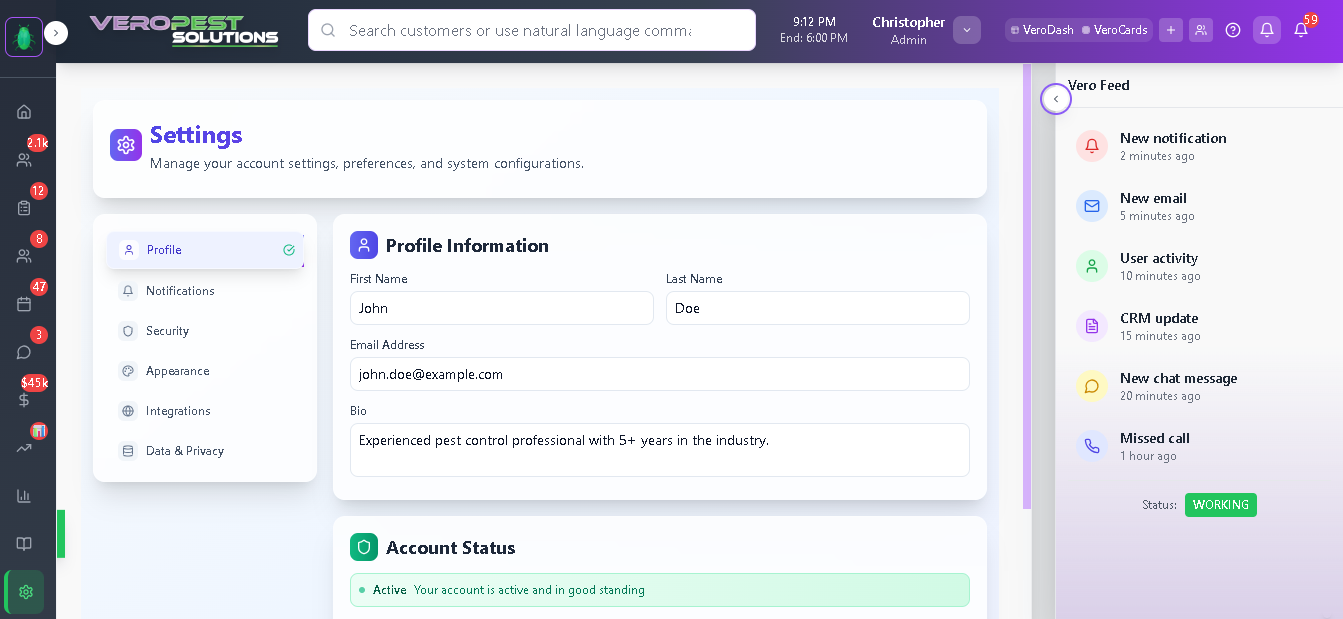 VEROPEST
SOLUTIONS
Search customers or use natural language comma
9:12 PM
End: 6:00 PM
Christopher
Admin
VeroDash
VeroCards
59
2.1k
12
8
47
3
$45k
Settings
Manage your account settings, preferences, and system configurations.
Profile
Notifications
Security
Appearance
Integrations
Data & Privacy
Profile Information
First Name
Last Name
John
Doe
Email Address
john.doe@example.com
Bio
Experienced pest control professional with 5+ years in the industry.
Account Status
Active Your account is active and in good standing
Vero Feed
New notification
2 minutes ago
New email
5 minutes ago
User activity
10 minutes ago
CRM update
15 minutes ago
New chat message
20 minutes ago
Missed call
1 hour ago
Status: WORKING